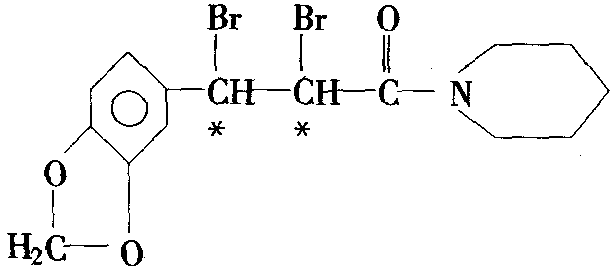 Br Br O
CH CH C N
* *
O
H₂C O